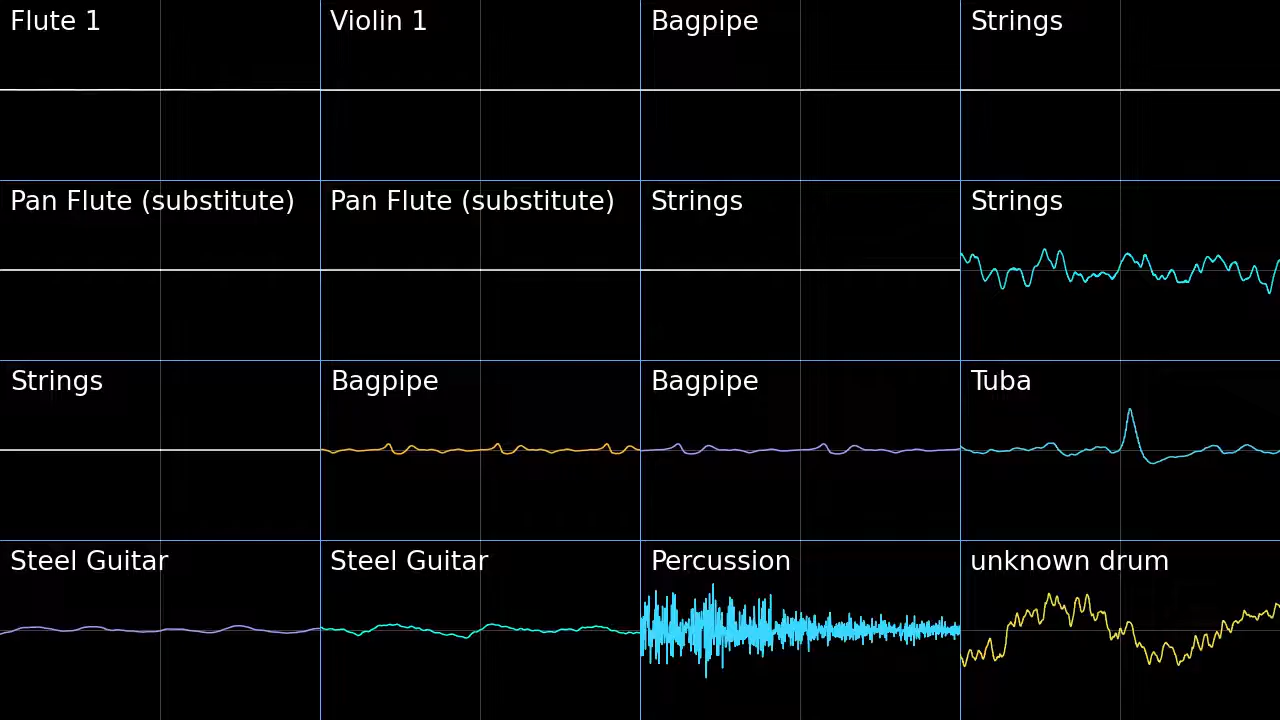 Flute 1
Violin 1
Bagpipe
Strings
Pan Flute (substitute)
Pan Flute (substitute)
Strings
Strings
Strings
Bagpipe
Bagpipe
Tuba
Steel Guitar
Steel Guitar
Percussion
unknown drum